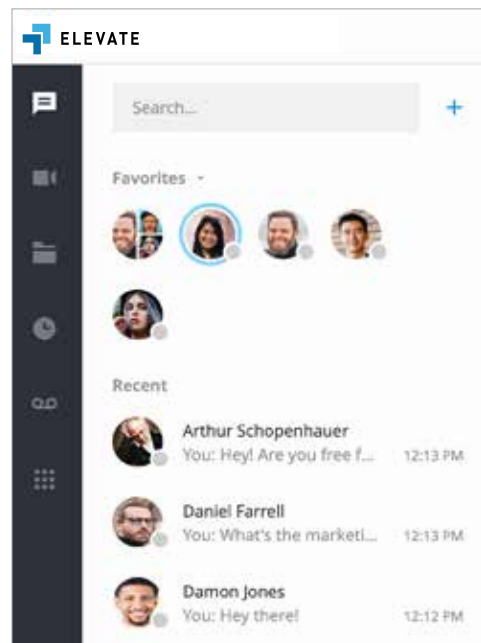 ELEVATE
Search...
Favorites
Recent
Arthur Schopenhauer
You: Hey! Are you free f... 12:13 PM
Daniel Farrell
You: What's the marketi... 12:13 PM
Damon Jones
You: Hey there! 12:12 PM